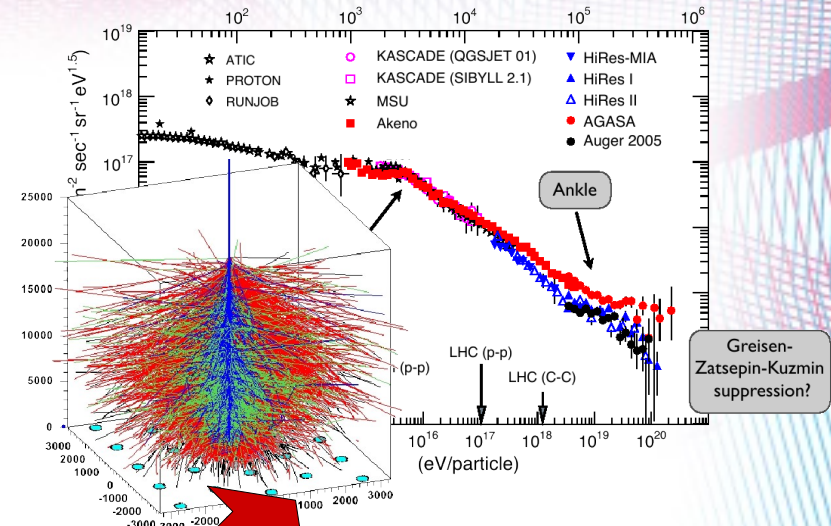 10² 10³ 10⁴ 10⁵ 10⁶
10¹⁹
10¹⁸
10¹⁷
sec⁻¹ sr⁻¹ eV¹·⁵]
ATIC
PROTON
RUNJOB
KASCADE (QGSJET 01)
KASCADE (SIBYLL 2.1)
MSU
Akeno
HiRes-MIA
HiRes I
HiRes II
AGASA
Auger 2005
Ankle
Greisen-
Zatsepin-Kuzmin
suppression?
(p-p)
LHC (p-p)
LHC (C-C)
10¹⁶ 10¹⁷ 10¹⁸ 10¹⁹ 10²⁰
(eV/particle)
25000
20000
15000
10000
5000
0
3000
2000
1000
0
-1000
-2000
-3000
-2000
1000
2000
3000